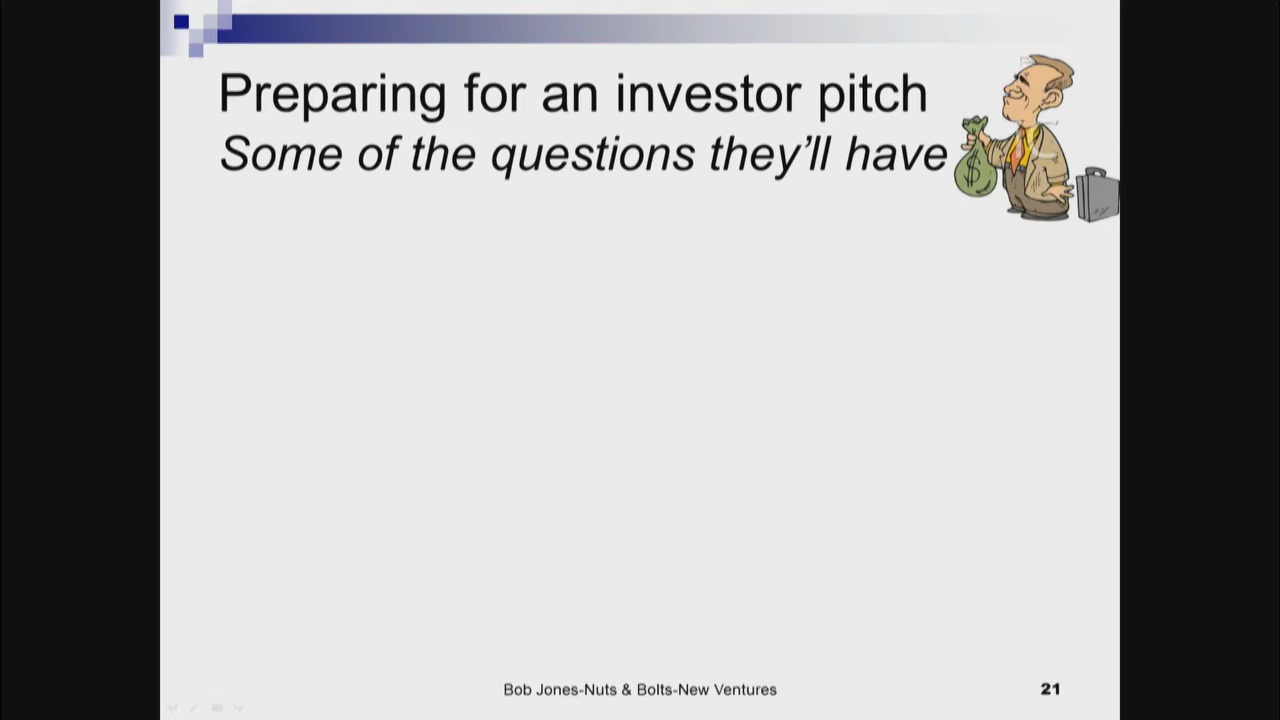 Preparing for an investor pitch
Some of the questions they'll have
$
Bob Jones-Nuts & Bolts-New Ventures
21